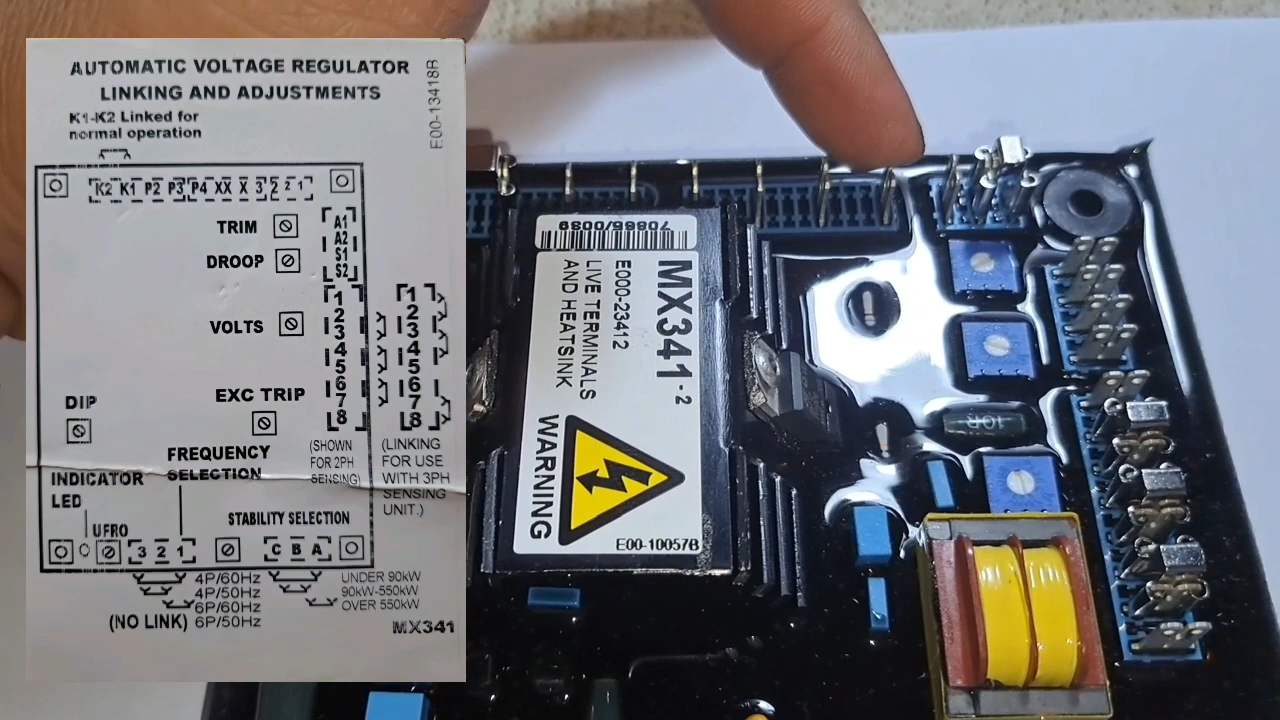 AUTOMATIC VOLTAGE REGULATOR
LINKING AND ADJUSTMENTS
K1-K2 Linked for
normal operation
E00-13418R
K2 K1 P2 P3 P4 XX X 3 2 2 1
TRIM
DROOP
VOLTS
EXC TRIP
DIP
A1
A2
S1
S2
1
2
3
4
5
6
7
8
1
2
3
4
5
6
7
8
(SHOWN
FOR 2PH
SENSING)
(LINKING
FOR USE
WITH 3PH
SENSING
UNIT.)
FREQUENCY
SELECTION
INDICATOR
LED
UFRO
STABILITY SELECTION
3 2 1
C B A
4P/60Hz
4P/50Hz
6P/60Hz
(NO LINK) 6P/50Hz
UNDER 90kW
90kW-550kW
OVER 550kW
MX341
70865/0039
MX341-2
E000-23412
LIVE TERMINALS
AND HEATSINK
WARNING
E00-10057B
10R